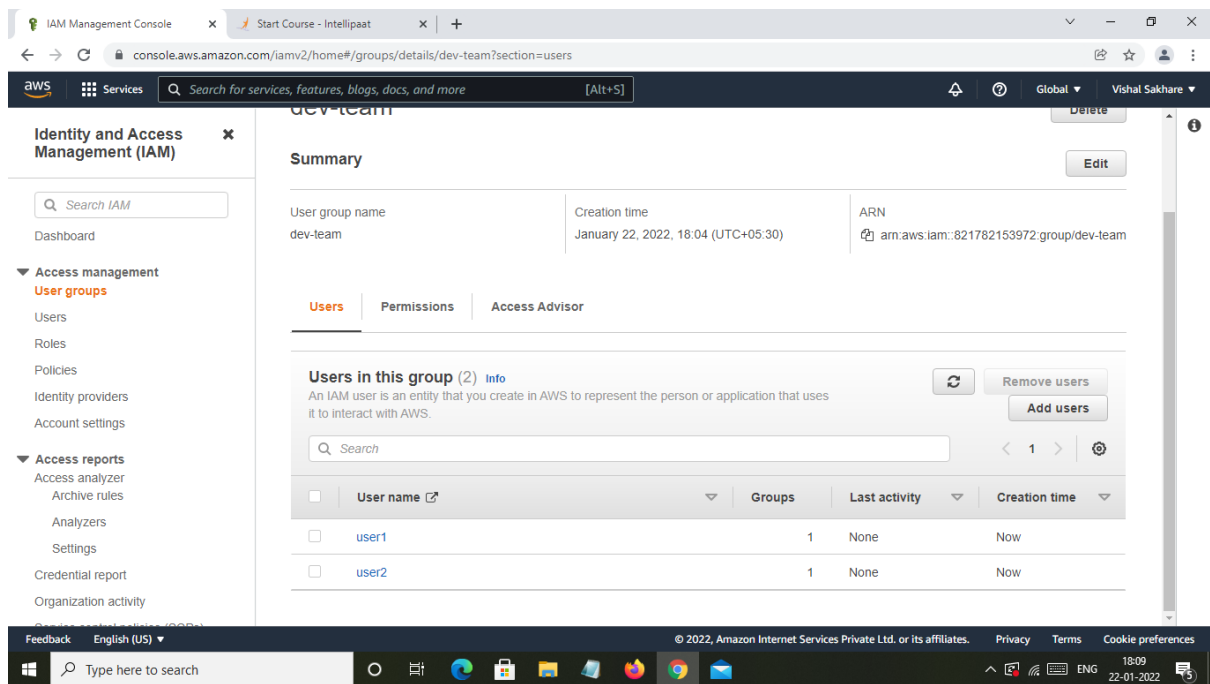 IAM Management Console
Start Course - Intellipaat
console.aws.amazon.com/iamv2/home#/groups/details/dev-team?section=users
aws Services Search for services, features, blogs, docs, and more [Alt+S] Global Vishal Sakhare
Identity and Access
Management (IAM)
Search IAM
Dashboard
Access management
User groups
Users
Roles
Policies
Identity providers
Account settings
Access reports
Access analyzer
Archive rules
Analyzers
Settings
Credential report
Organization activity
Service control policies (SCPs)
dev-team
Delete
Summary
Edit
User group name
dev-team
Creation time
January 22, 2022, 18:04 (UTC+05:30)
ARN
arn:aws:iam::821782153972:group/dev-team
Users Permissions Access Advisor
Users in this group (2) Info
An IAM user is an entity that you create in AWS to represent the person or application that uses
it to interact with AWS.
Remove users
Add users
Search
1
User name Groups Last activity Creation time
user1 1 None Now
user2 1 None Now
Feedback English (US) © 2022, Amazon Internet Services Private Ltd. or its affiliates. Privacy Terms Cookie preferences
Type here to search
ENG
18:09
22-01-2022
5